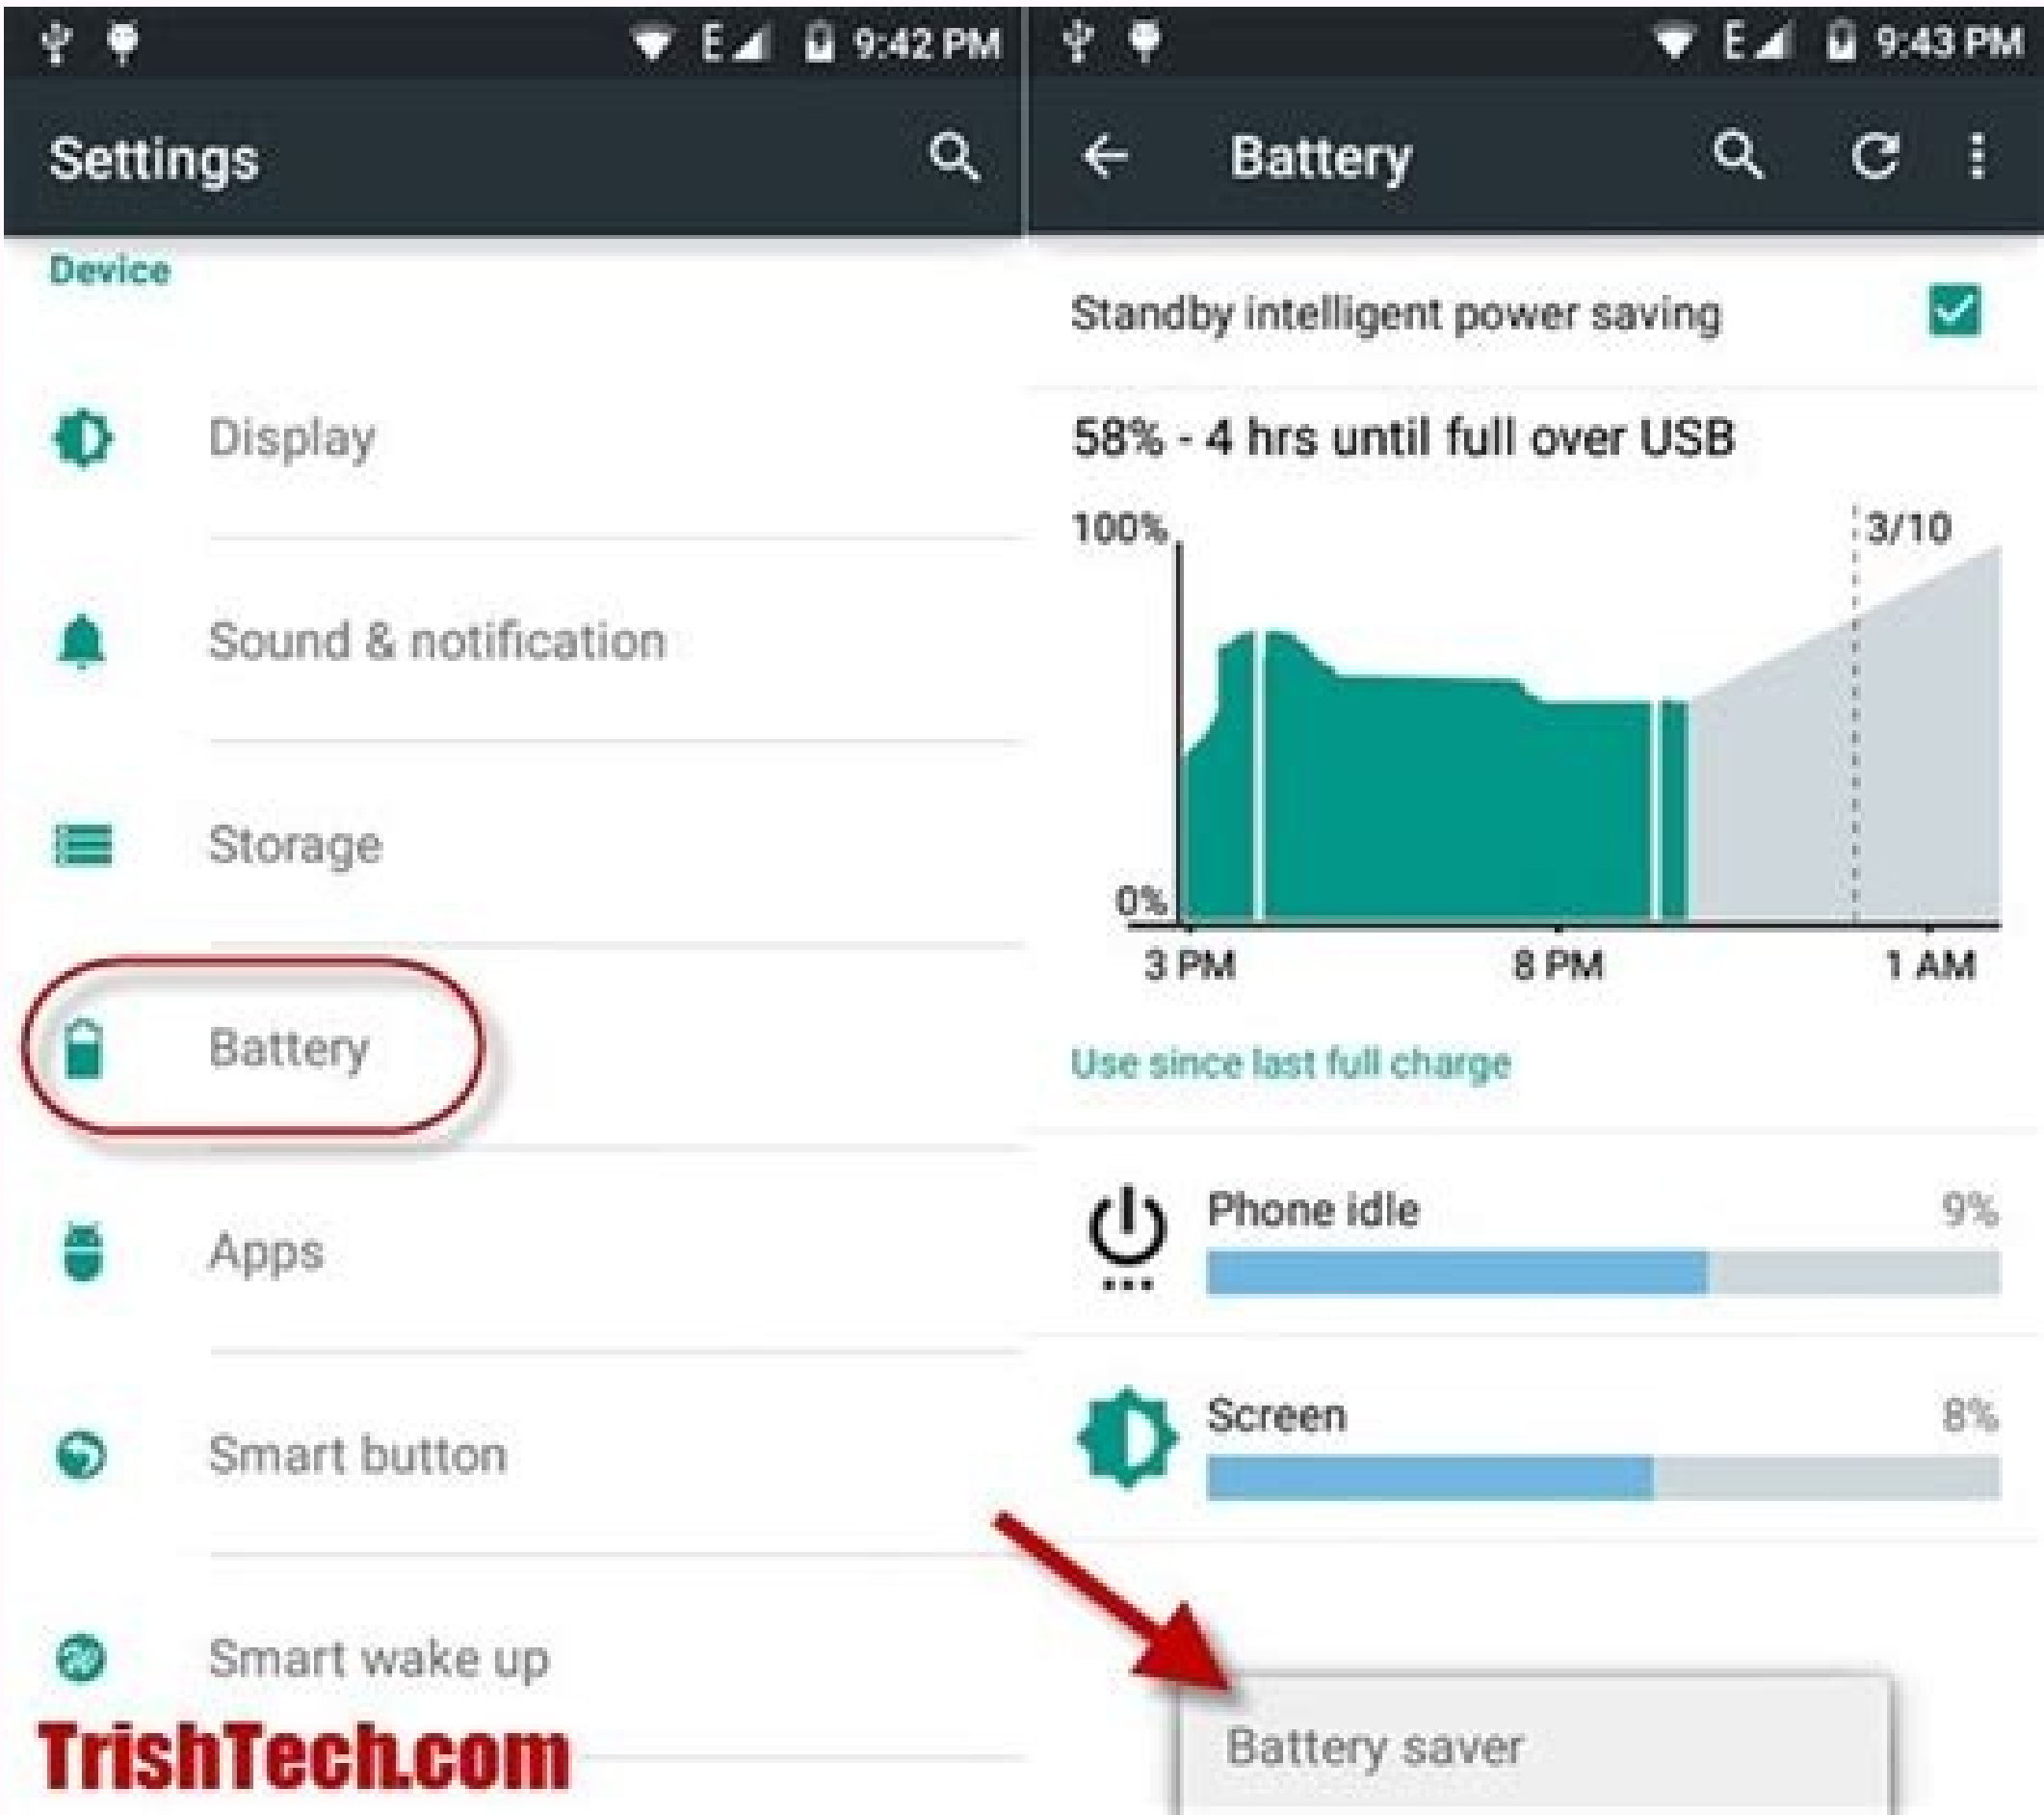 E 9:42 PM
Settings
Device
Display
Sound & notification
Storage
Battery
Apps
Smart button
Smart wake up
TrishTech.com
E 9:43 PM
Battery
Standby intelligent power saving
58% - 4 hrs until full over USB
100%
3/10
0%
3 PM 8 PM 1 AM
Use since last full charge
Phone idle 9%
Screen 8%
Battery saver